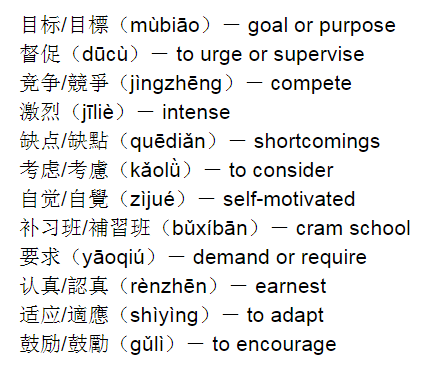 目标/目標（mùbiāo）— goal or purpose
督促（dūcù）— to urge or supervise
竞争/競爭（jìngzhēng）— compete
激烈（jīliè）— intense
缺点/缺點（quēdiǎn）— shortcomings
考虑/考慮（kǎolǜ）— to consider
自觉/自覺（zìjué）— self-motivated
补习班/補習班（bǔxíbān）— cram school
要求（yāoqiú）— demand or require
认真/認真（rènzhēn）— earnest
适应/適應（shìyìng）— to adapt
鼓励/鼓勵（gǔlì）— to encourage